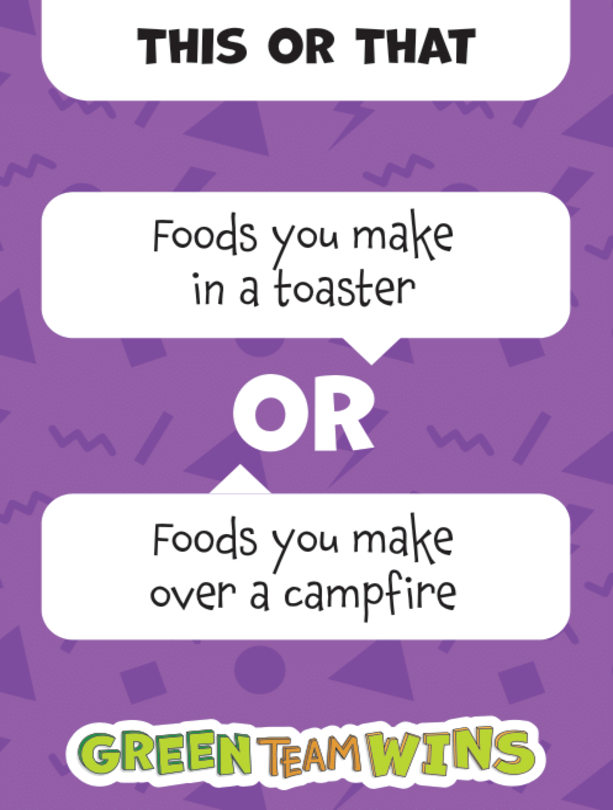 THIS OR THAT
Foods you make
in a toaster
OR
Foods you make
over a campfire
GREEN TEAM WINS